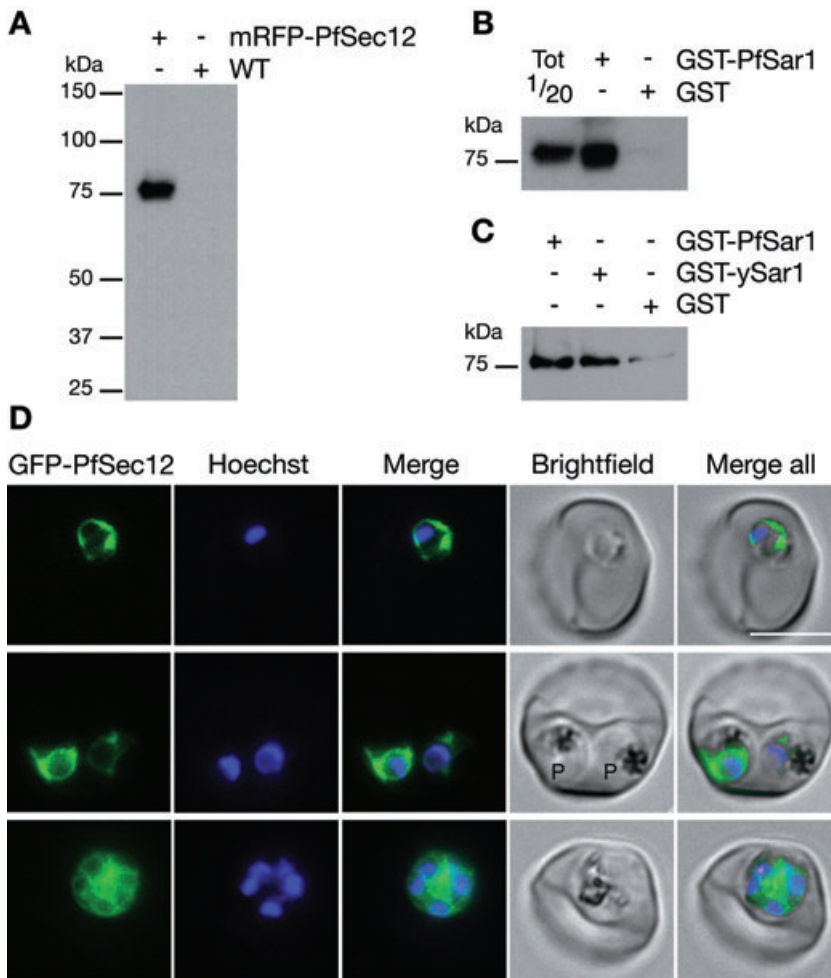 A
+ - mRFP-PfSec12
kDa - + WT
150
100
75
50
37
25
B
Tot + - GST-PfSar1
1/20 - + GST
kDa
75
C
+ - - GST-PfSar1
- + - GST-ySar1
- - + GST
kDa
75
D
GFP-PfSec12 Hoechst Merge Brightfield Merge all
P P